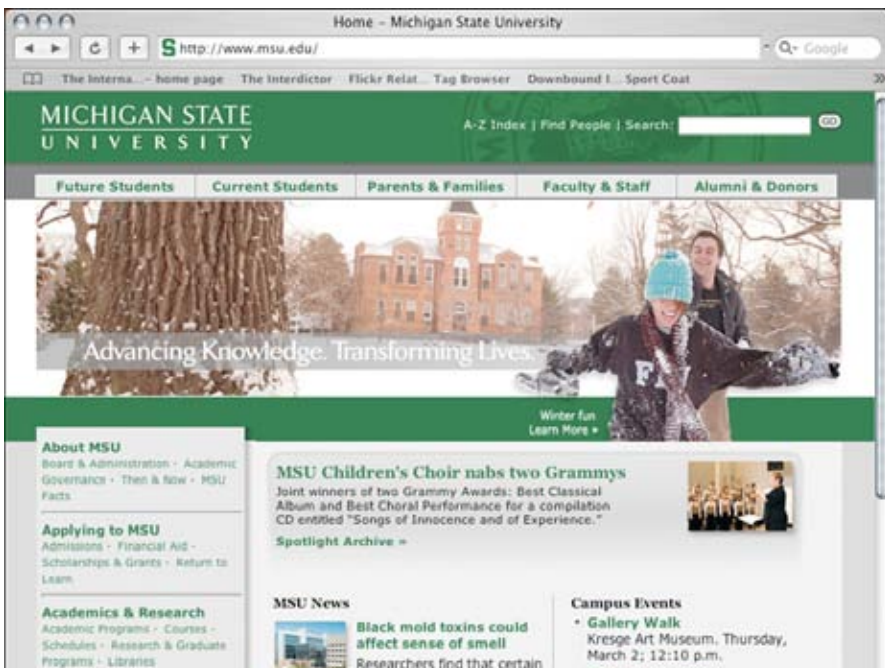 Home – Michigan State University
http://www.msu.edu/
Google
The Interna... - home page The Interdictor Flickr Relat... Tag Browser Downbound I... Sport Coat
MICHIGAN STATE
UNIVERSITY
A-Z Index | Find People | Search:
GO
Future Students
Current Students
Parents & Families
Faculty & Staff
Alumni & Donors
Advancing Knowledge. Transforming Lives.
Winter fun
Learn More »
About MSU
Board & Administration - Academic
Governance - Then & Now - MSU
Facts
Applying to MSU
Admissions - Financial Aid -
Scholarships & Grants - Return to
Learn
Academics & Research
Academic Programs - Courses -
Schedules - Research & Graduate
Programs - Libraries
MSU Children's Choir nabs two Grammys
Joint winners of two Grammy Awards: Best Classical
Album and Best Choral Performance for a compilation
CD entitled "Songs of Innocence and of Experience."
Spotlight Archive »
MSU News
Black mold toxins could
affect sense of smell
Researchers find that certain
Campus Events
• Gallery Walk
Kresge Art Museum. Thursday,
March 2; 12:10 p.m.